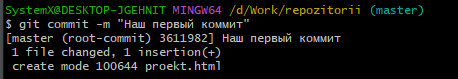 SystemX@DESKTOP-JGEHNIT MINGW64 /d/Work/repozitorii (master)
$ git commit -m "Наш первый коммит"
[master (root-commit) 3611982] Наш первый коммит
 1 file changed, 1 insertion(+)
 create mode 100644 proekt.html